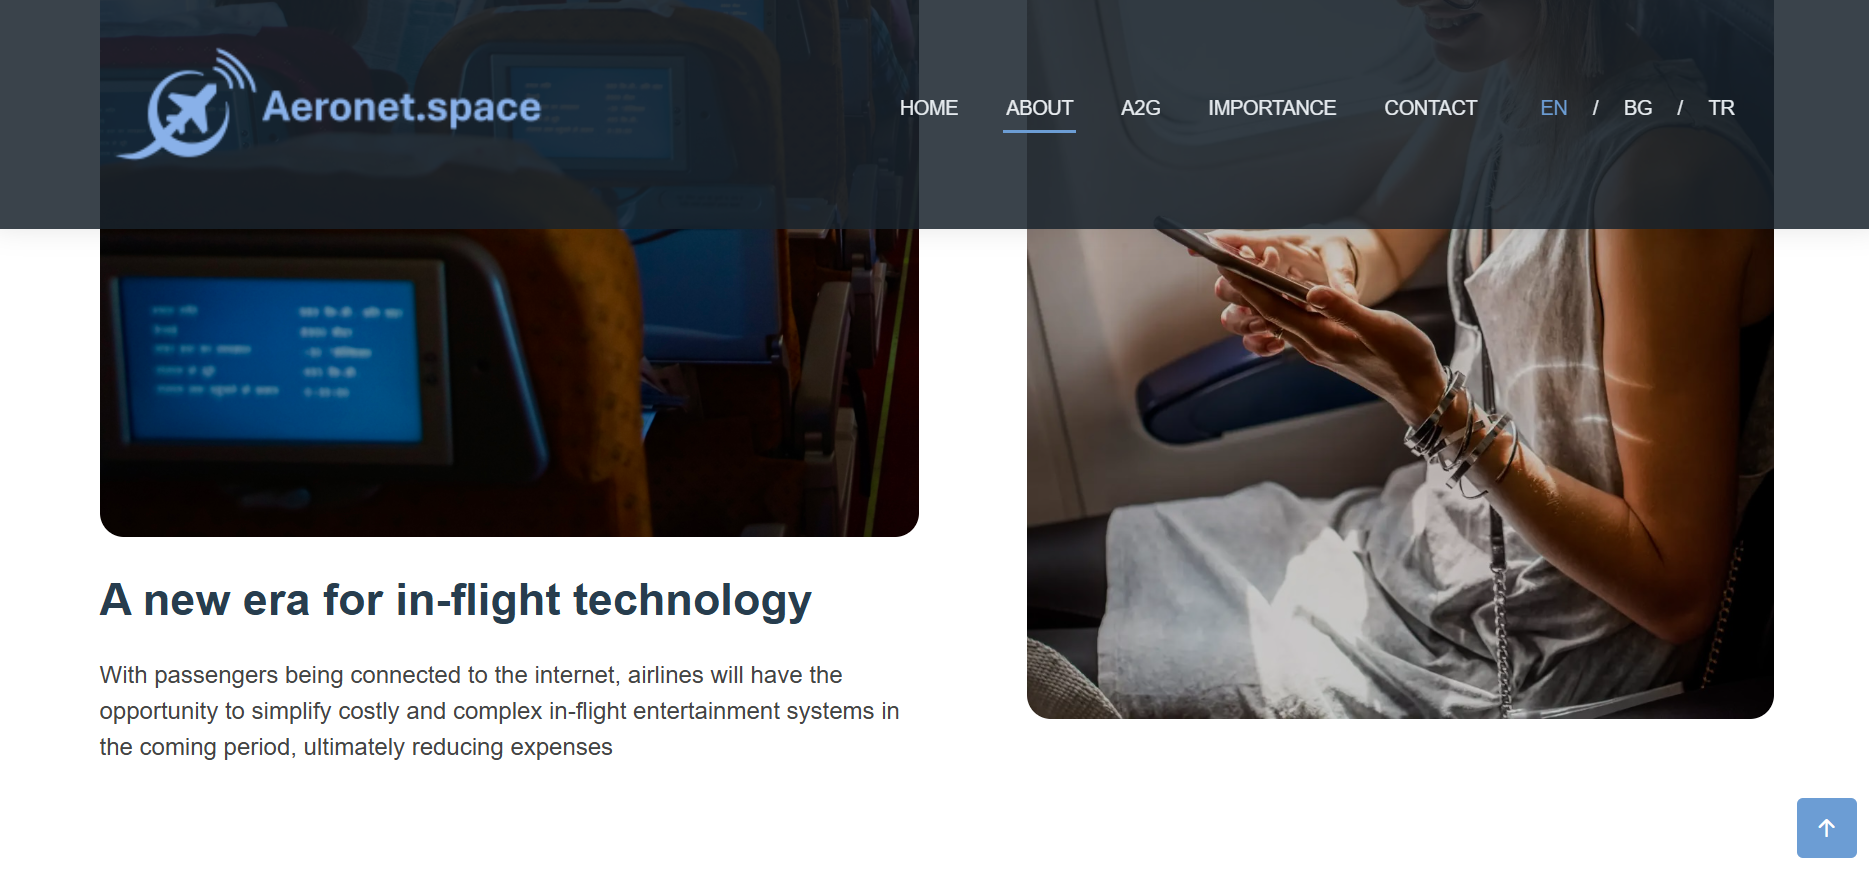 Aeronet.space
HOME ABOUT A2G IMPORTANCE CONTACT EN / BG / TR
A new era for in-flight technology
With passengers being connected to the internet, airlines will have the
opportunity to simplify costly and complex in-flight entertainment systems in
the coming period, ultimately reducing expenses